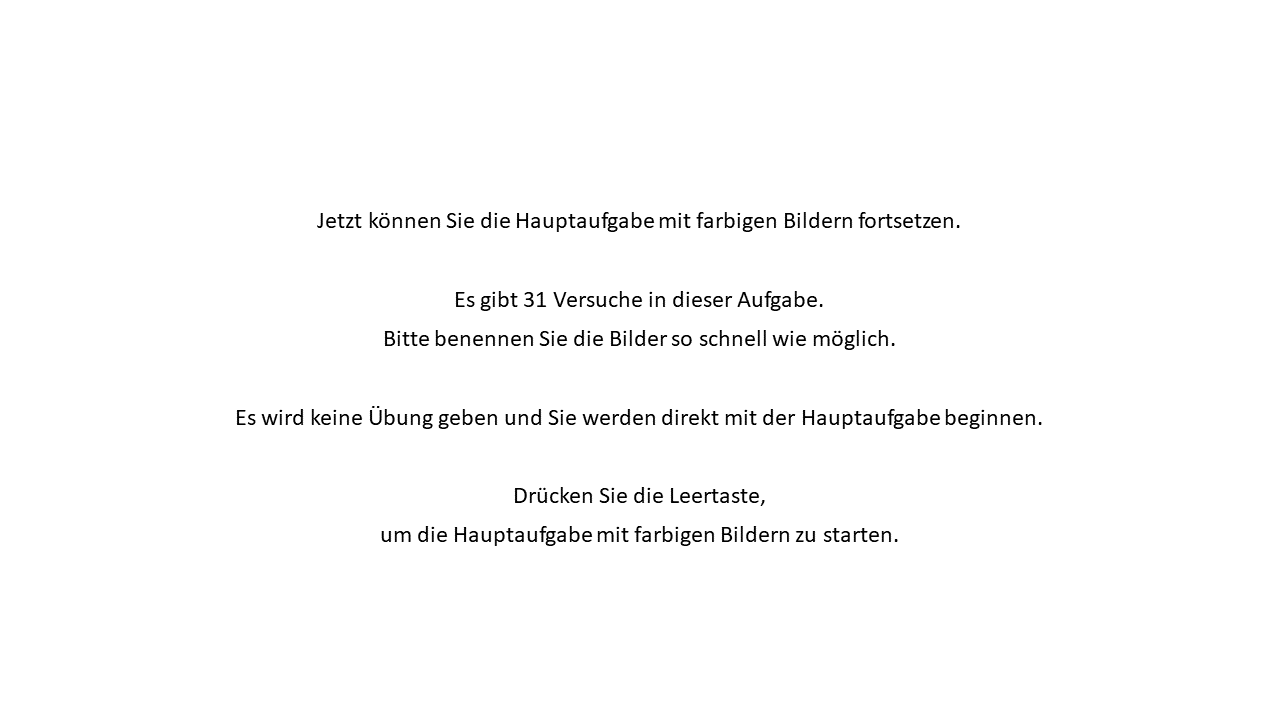 Jetzt können Sie die Hauptaufgabe mit farbigen Bildern fortsetzen.
Es gibt 31 Versuche in dieser Aufgabe.
Bitte benennen Sie die Bilder so schnell wie möglich.
Es wird keine Übung geben und Sie werden direkt mit der Hauptaufgabe beginnen.
Drücken Sie die Leertaste,
um die Hauptaufgabe mit farbigen Bildern zu starten.